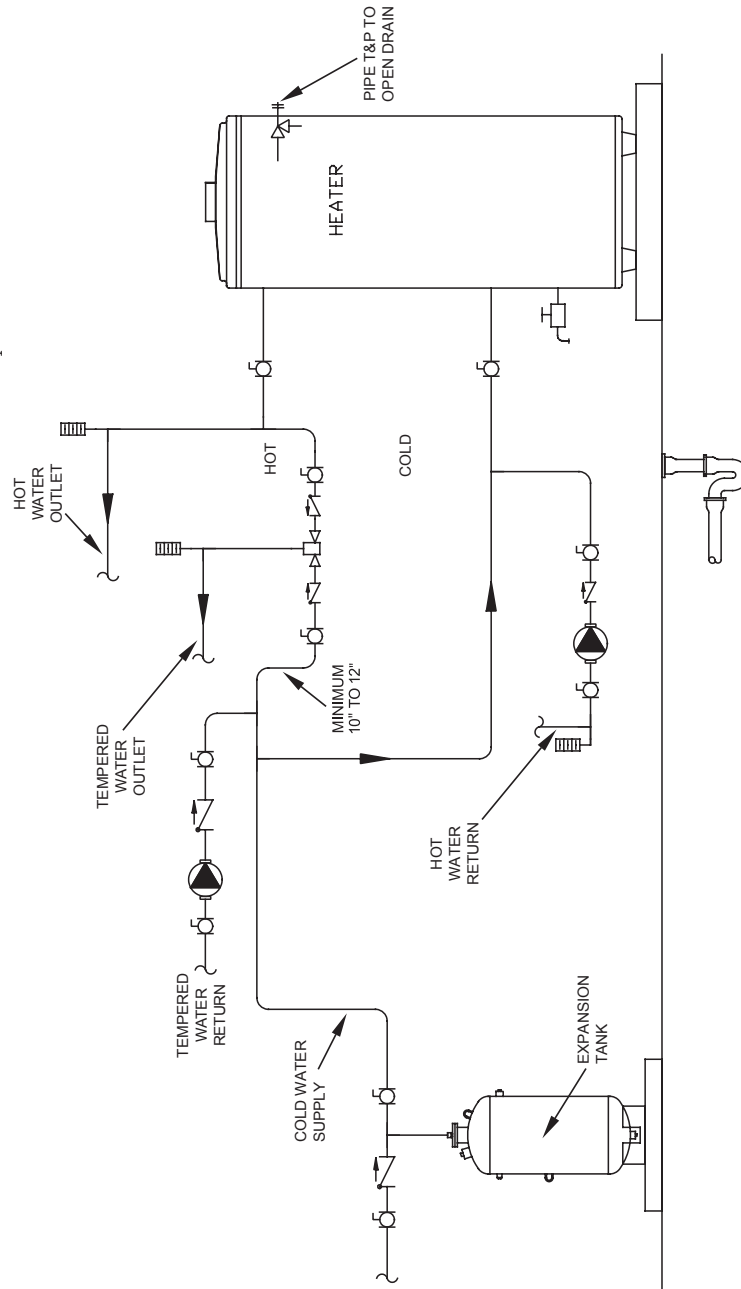 PIPE T&P TO
OPEN DRAIN
HEATER
HOT
WATER
OUTLET
HOT
COLD
TEMPERED
WATER
OUTLET
MINIMUM
10" TO 12"
HOT
WATER
RETURN
TEMPERED
WATER
RETURN
COLD WATER
SUPPLY
EXPANSION
TANK